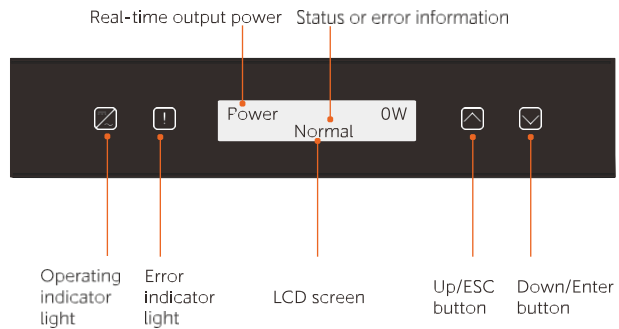 Real-time output power
Status or error information
!
Power 0W
Normal
Operating
indicator
light
Error
indicator
light
LCD screen
Up/ESC
button
Down/Enter
button